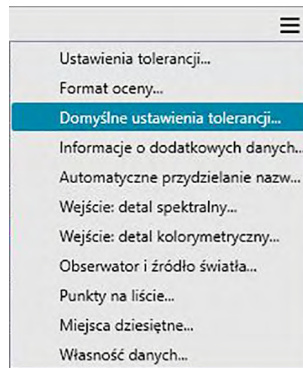 Ustawienia tolerancji...
Format oceny...
Domyślne ustawienia tolerancji...
Informacje o dodatkowych danych...
Automatyczne przydzielanie nazw...
Wejście: detal spektralny...
Wejście: detal kolorymetryczny...
Obserwator i źródło światła...
Punkty na liście...
Miejsca dziesiętne...
Własność danych...